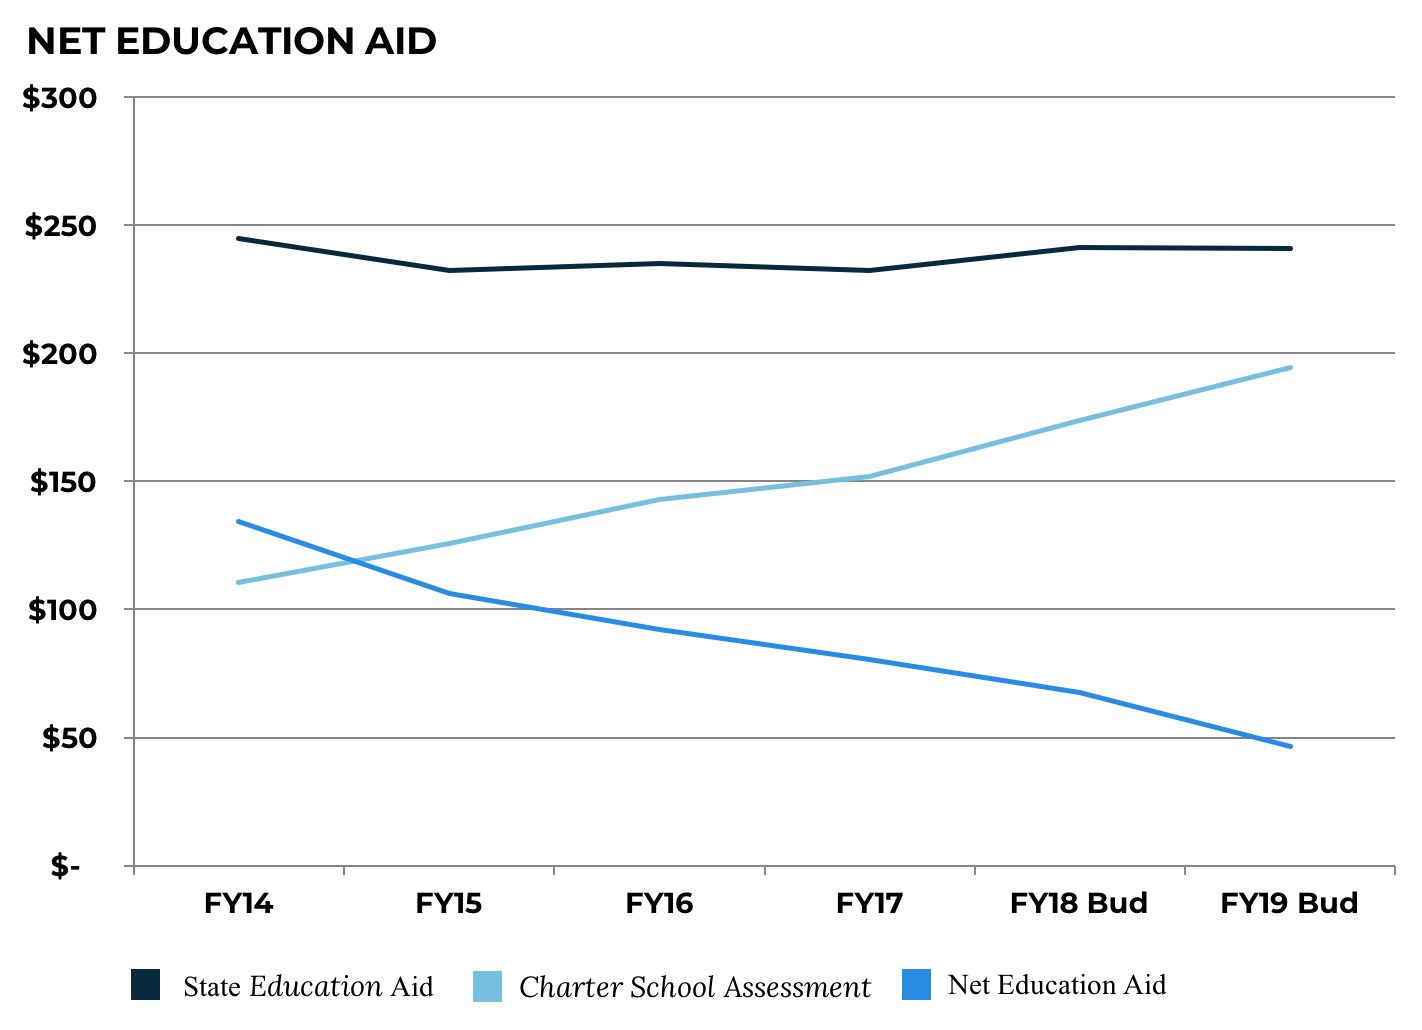 NET EDUCATION AID
$300
$250
$200
$150
$100
$50
$-
FY14 FY15 FY16 FY17 FY18 Bud FY19 Bud
State Education Aid Charter School Assessment Net Education Aid